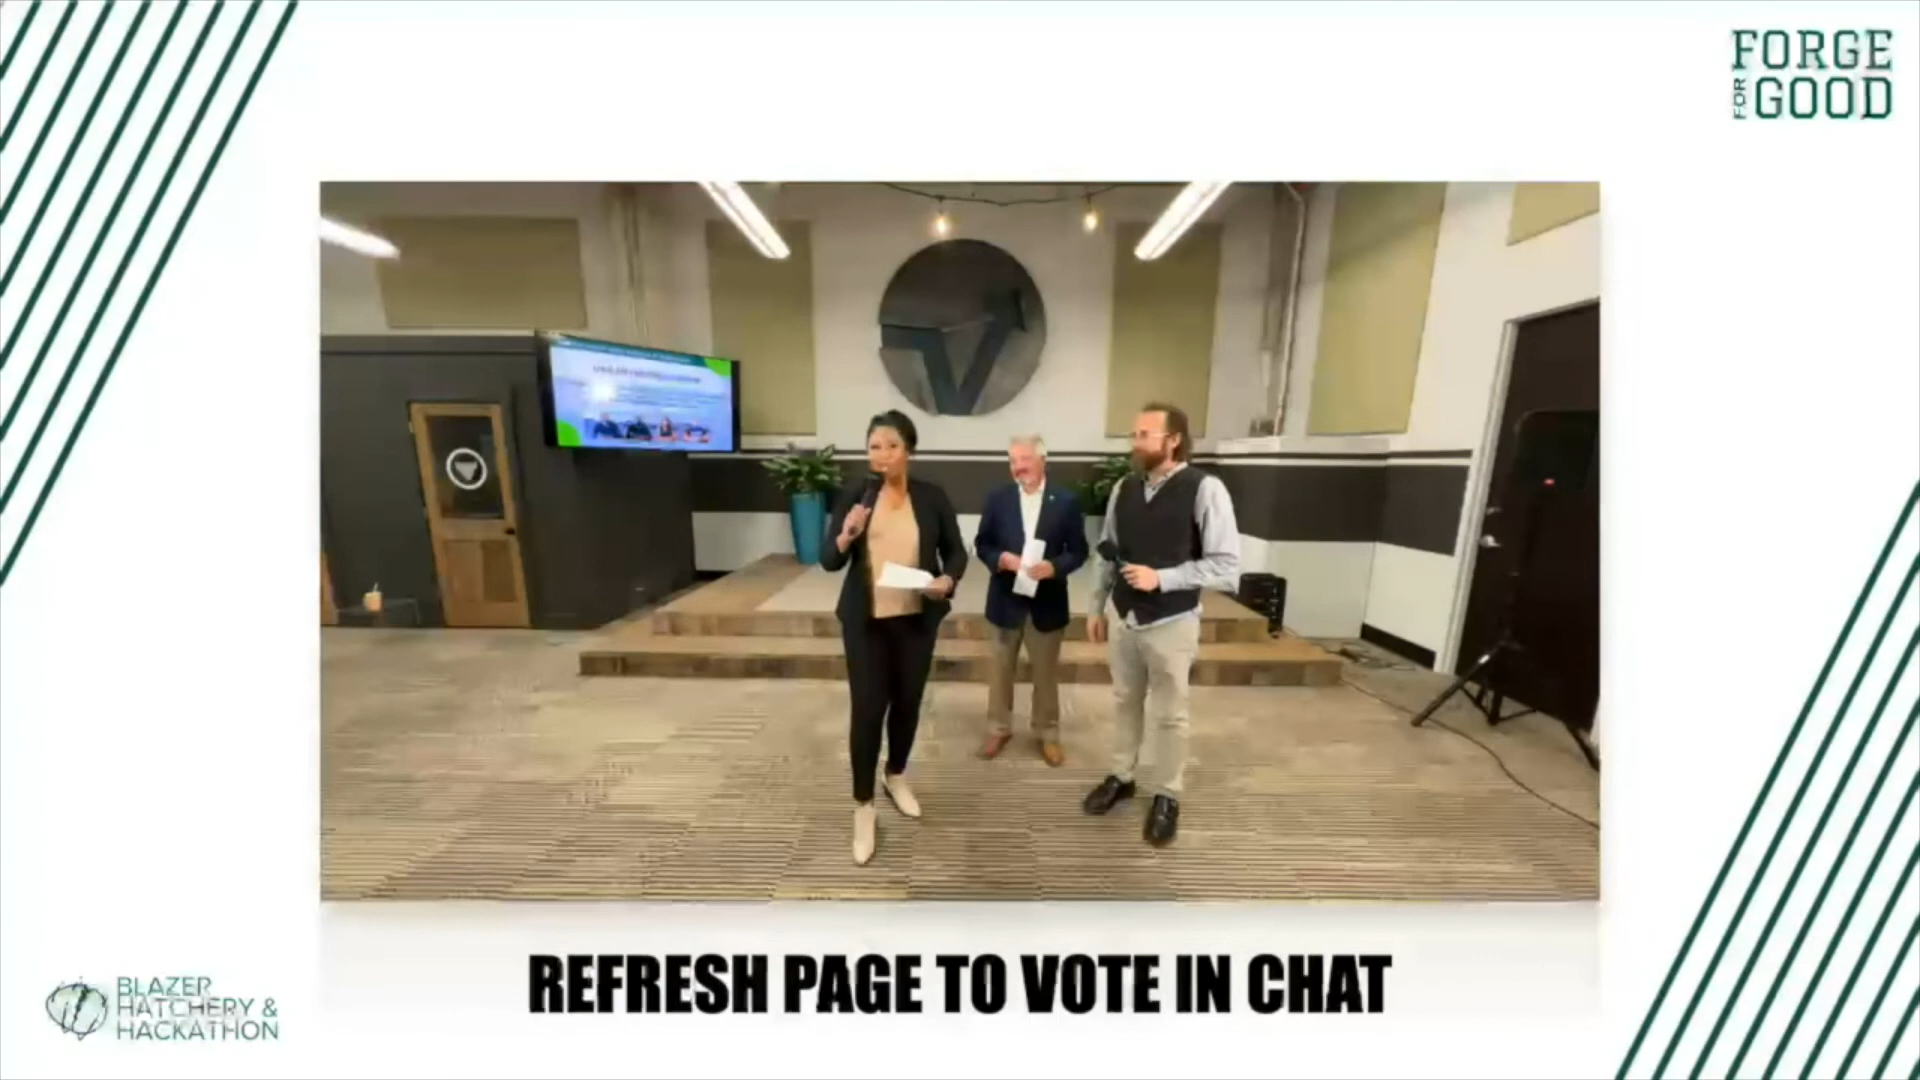 FORGE
FOR GOOD
BLAZER
HATCHERY &
HACKATHON
REFRESH PAGE TO VOTE IN CHAT